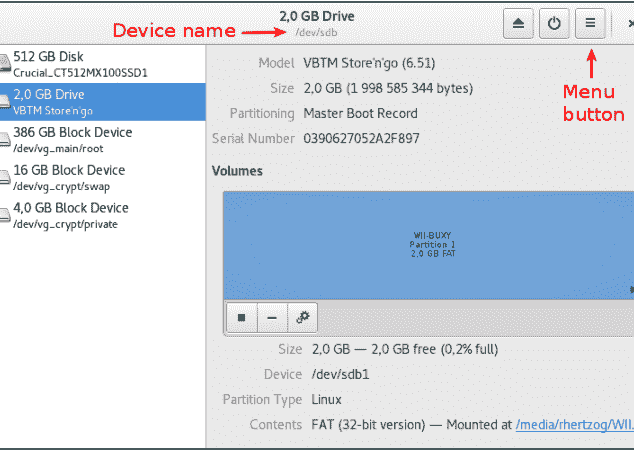 2,0 GB Drive
Device name
/dev/sdb
512 GB Disk
Crucial_CT512MX100SSD1
2,0 GB Drive
VBTM Store'n'go
386 GB Block Device
/dev/vg_main/root
16 GB Block Device
/dev/vg_crypt/swap
4,0 GB Block Device
/dev/vg_crypt/private
Menu
button
Model VBTM Store'n'go (6.51)
Size 2,0 GB (1 998 585 344 bytes)
Partitioning Master Boot Record
Serial Number 0390627052A2F897
Volumes
WII-BUXY
Partition 1
2,0 GB FAT
Size 2,0 GB — 2,0 GB free (0,2% full)
Device /dev/sdb1
Partition Type Linux
Contents FAT (32-bit version) — Mounted at /media/rhertzog/WII.